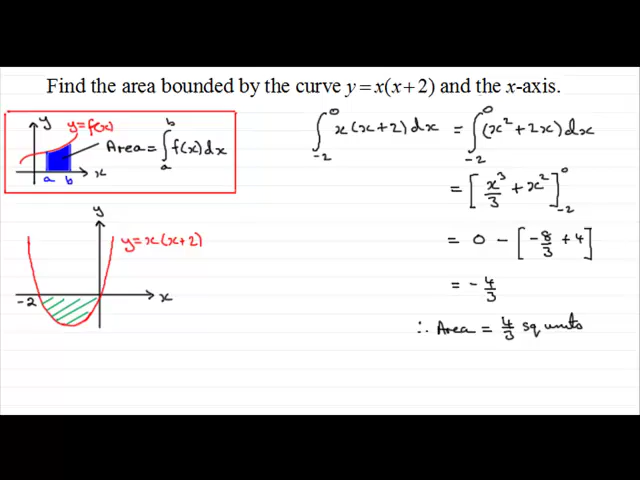 Find the area bounded by the curve y = x(x+2) and the x-axis.
y
y = f(x)
Area = ∫ₐᵇ f(x) dx
a b x
y
y = x(x+2)
-2 x
∫₋₂⁰ x(x+2) dx = ∫₋₂⁰ (x² + 2x) dx
= [x³/3 + x²]₋₂⁰
= 0 - [-8/3 + 4]
= -4/3
∴ Area = 4/3 sq units